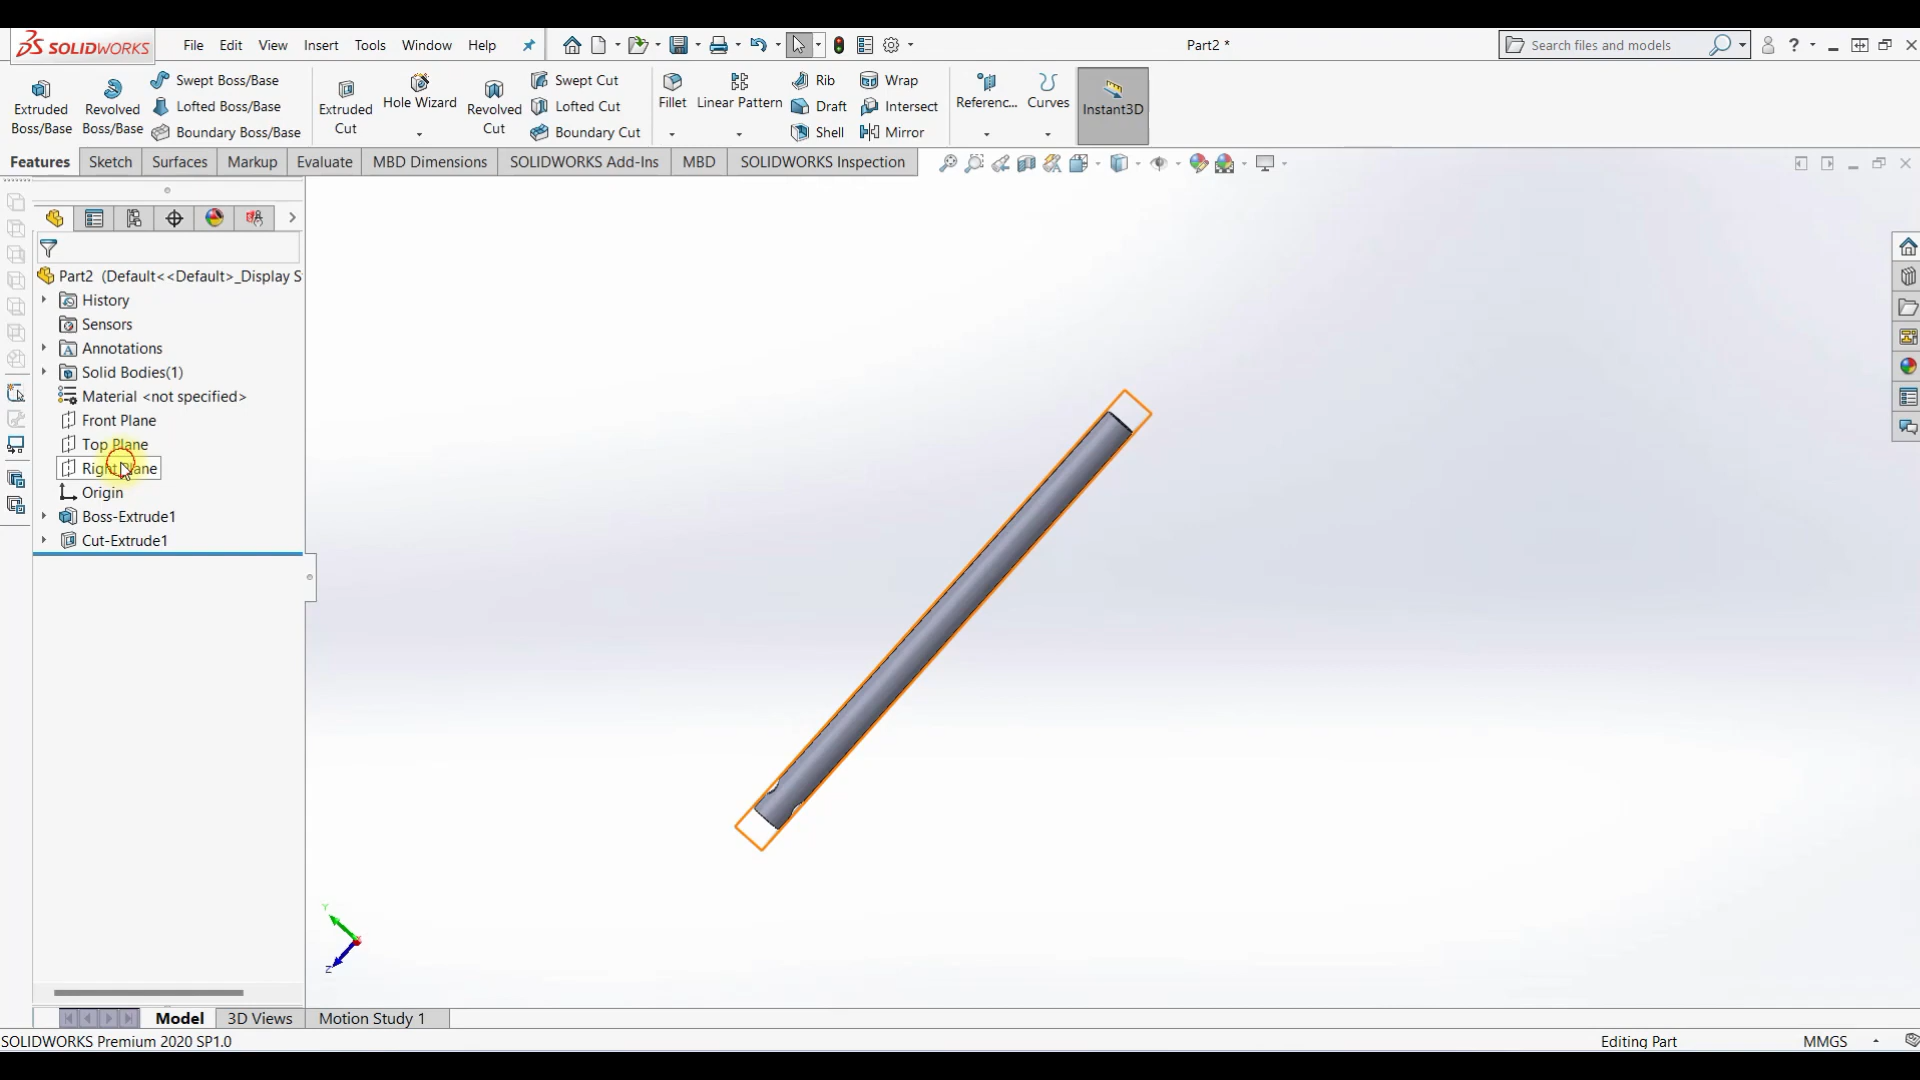 SOLIDWORKS
File Edit View Insert Tools Window Help
Part2 *
Search files and models
Extruded Boss/Base
Revolved Boss/Base
Swept Boss/Base
Lofted Boss/Base
Boundary Boss/Base
Extruded Cut
Hole Wizard
Revolved Cut
Swept Cut
Lofted Cut
Boundary Cut
Fillet
Linear Pattern
Rib
Draft
Shell
Wrap
Intersect
Mirror
Referenc...
Curves
Instant3D
Features Sketch Surfaces Markup Evaluate MBD Dimensions SOLIDWORKS Add-Ins MBD SOLIDWORKS Inspection
Part2 (Default<<Default>_Display S
History
Sensors
Annotations
Solid Bodies(1)
Material <not specified>
Front Plane
Top Plane
Right Plane
Origin
Boss-Extrude1
Cut-Extrude1
Y
Z
Model 3D Views Motion Study 1
SOLIDWORKS Premium 2020 SP1.0
Editing Part
MMGS